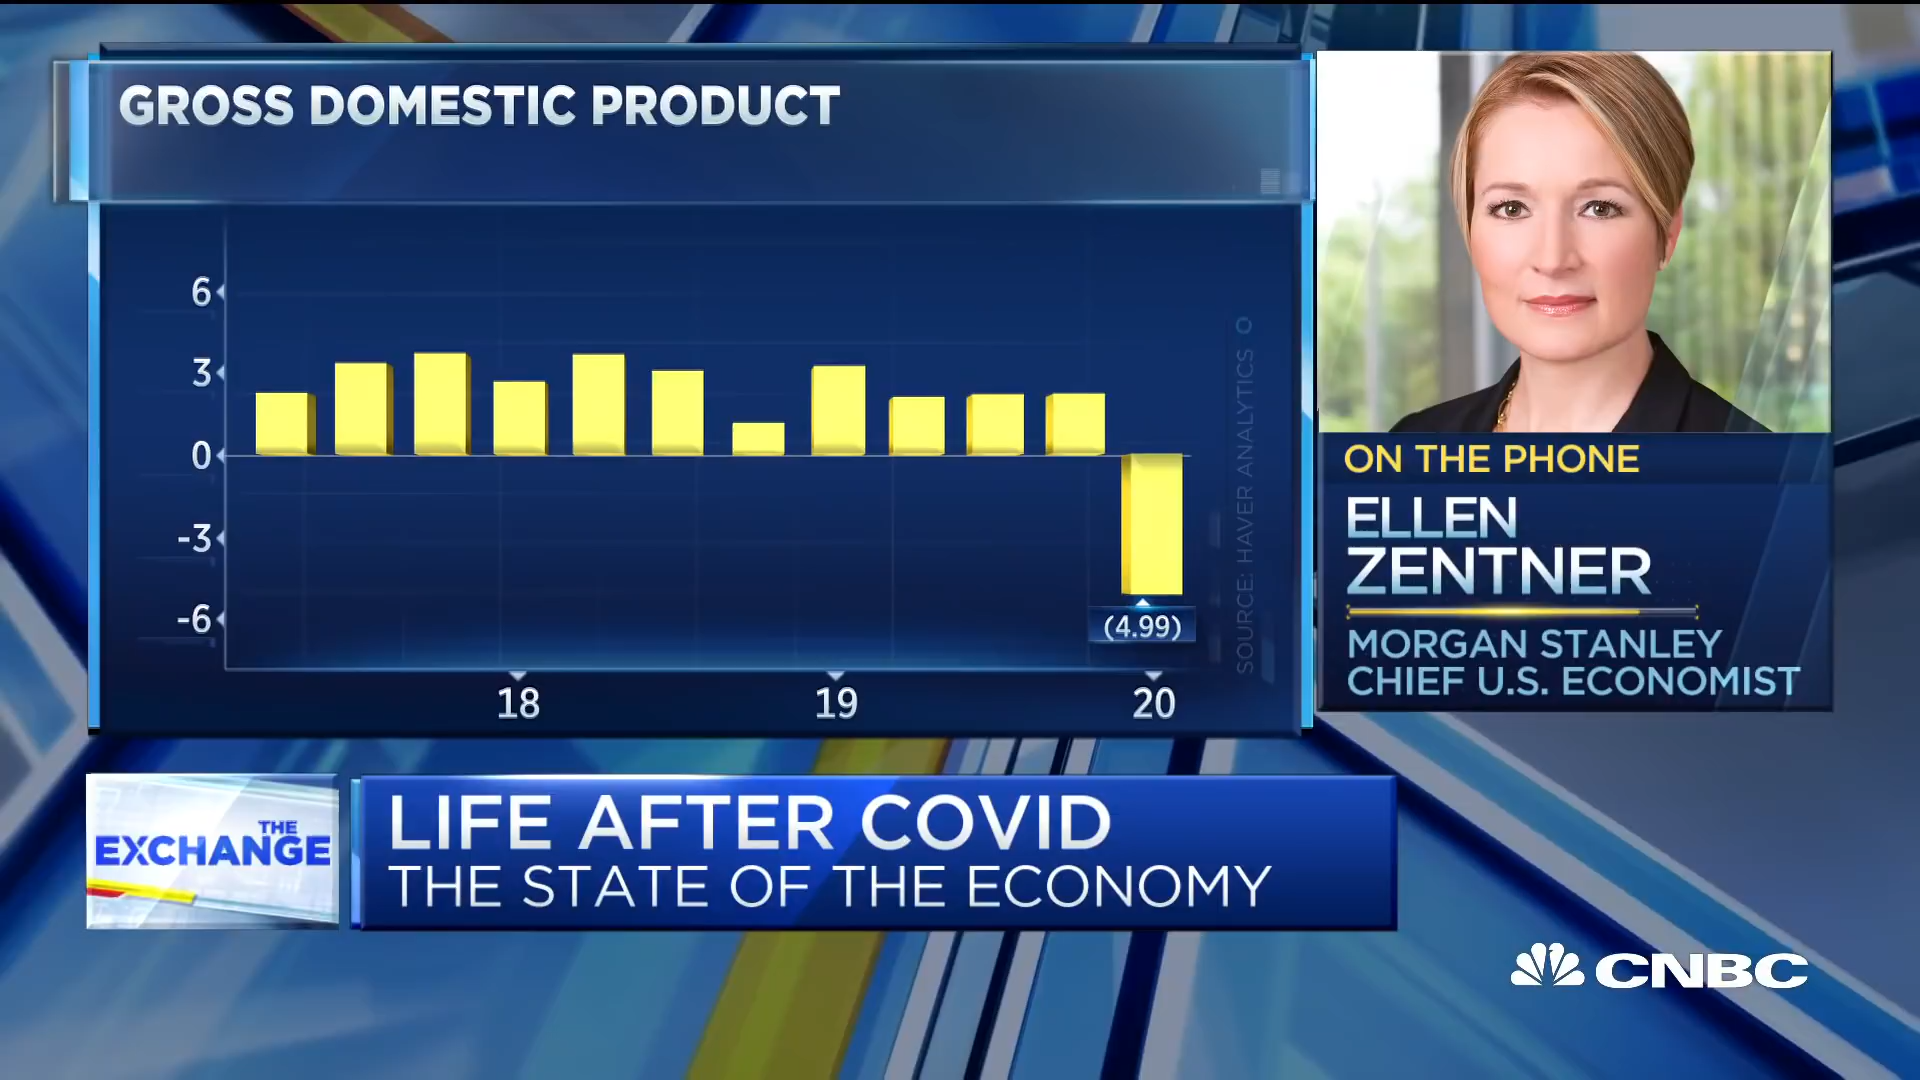 GROSS DOMESTIC PRODUCT
6
3
0
-3
-6
(4.99)
18 19 20
SOURCE: HAVER ANALYTICS
ON THE PHONE
ELLEN
ZENTNER
MORGAN STANLEY
CHIEF U.S. ECONOMIST
THE
EXCHANGE
LIFE AFTER COVID
THE STATE OF THE ECONOMY
CNBC